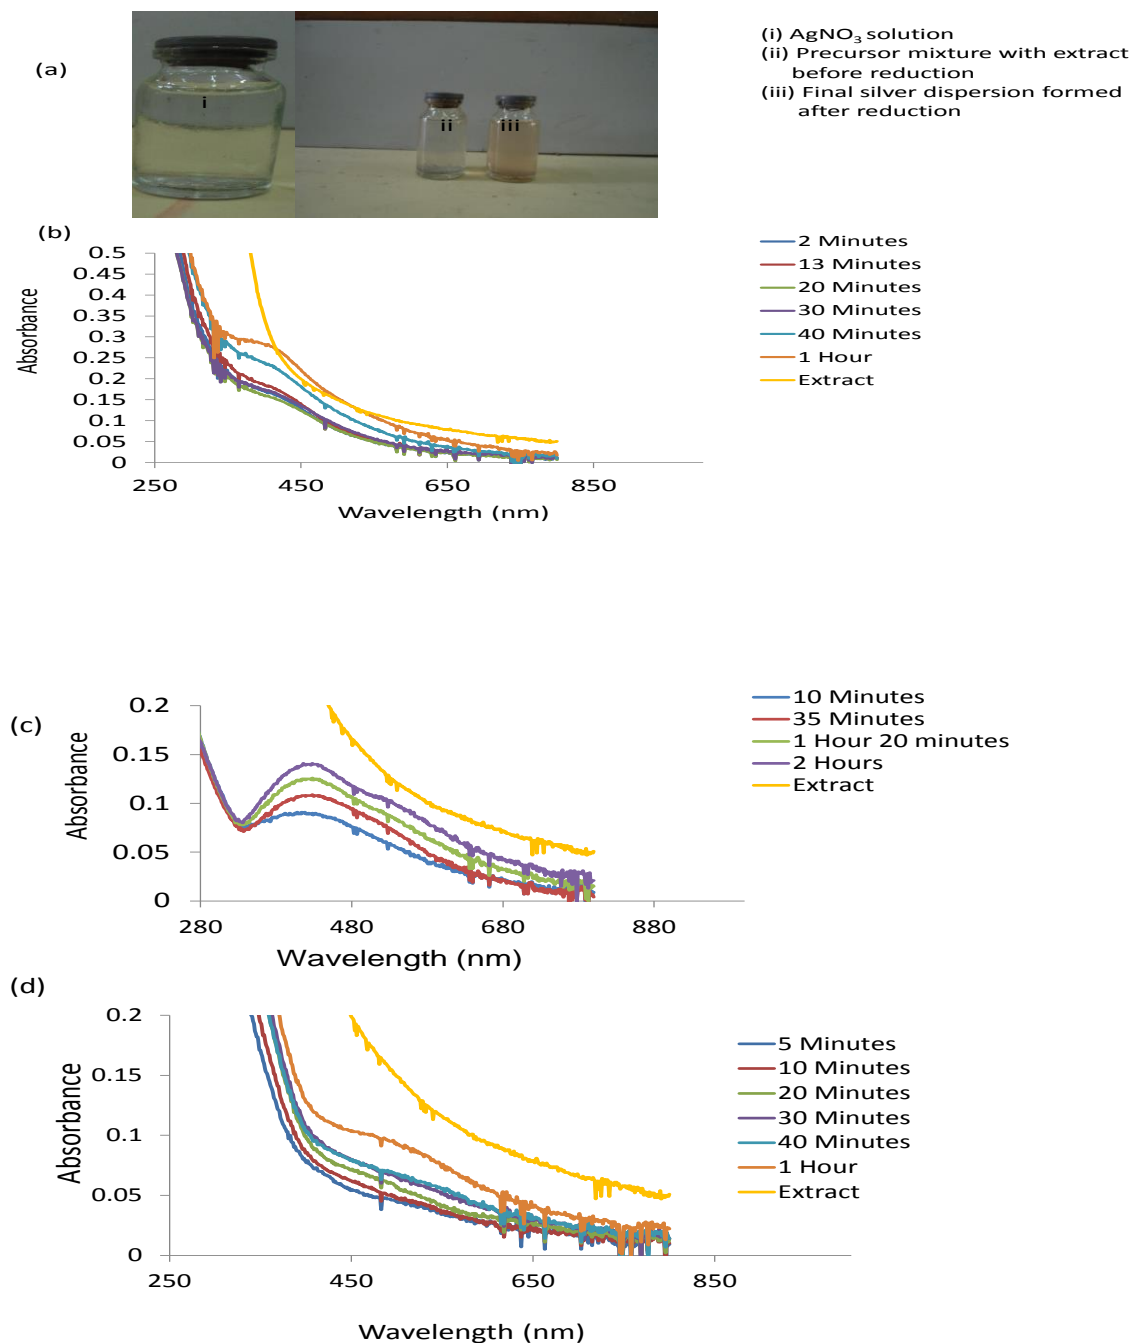 (a)
i
ii
iii
(i) AgNO₃ solution
(ii) Precursor mixture with extract
before reduction
(iii) Final silver dispersion formed
after reduction
(b)
0.5
0.45
0.4
0.35
0.3
0.25
0.2
0.15
0.1
0.05
0
Absorbance
250
450
650
850
Wavelength (nm)
2 Minutes
13 Minutes
20 Minutes
30 Minutes
40 Minutes
1 Hour
Extract
(c)
0.2
0.15
0.1
0.05
0
Absorbance
280
480
680
880
Wavelength (nm)
10 Minutes
35 Minutes
1 Hour 20 minutes
2 Hours
Extract
(d)
0.2
0.15
0.1
0.05
0
Absorbance
250
450
650
850
Wavelength (nm)
5 Minutes
10 Minutes
20 Minutes
30 Minutes
40 Minutes
1 Hour
Extract